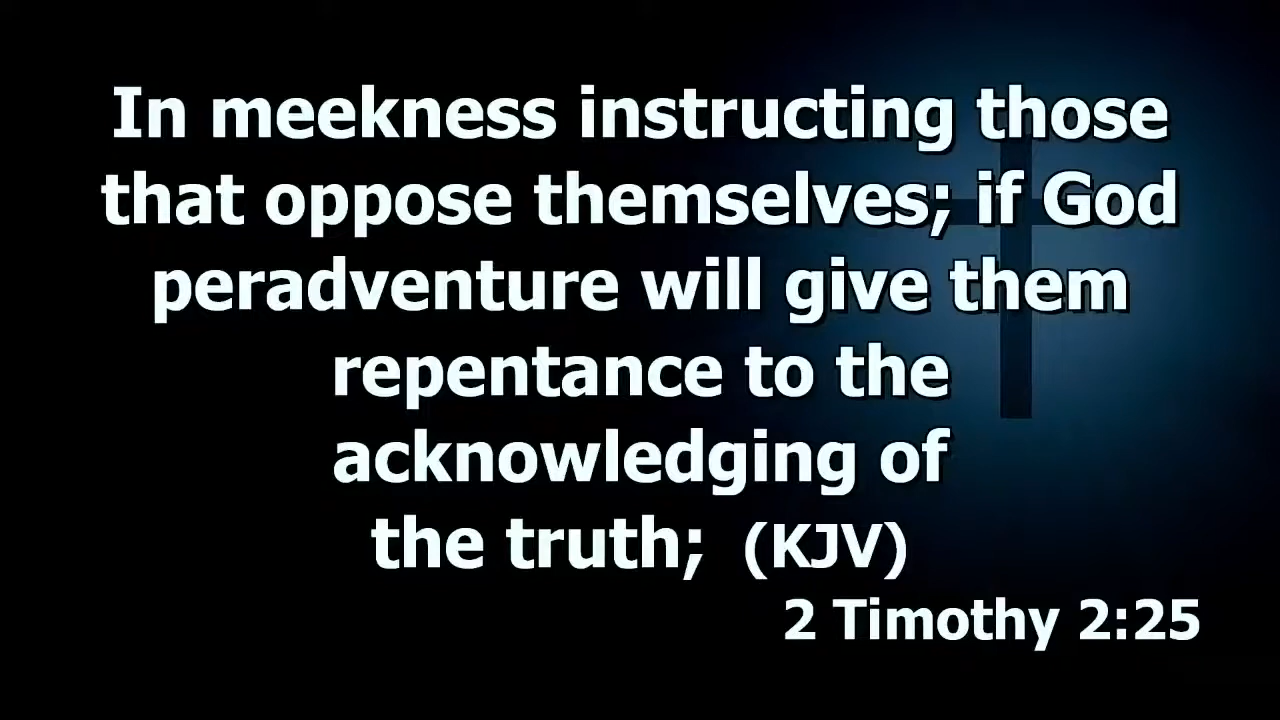 In meekness instructing those
that oppose themselves; if God
peradventure will give them
repentance to the
acknowledging of
the truth; (KJV)
2 Timothy 2:25